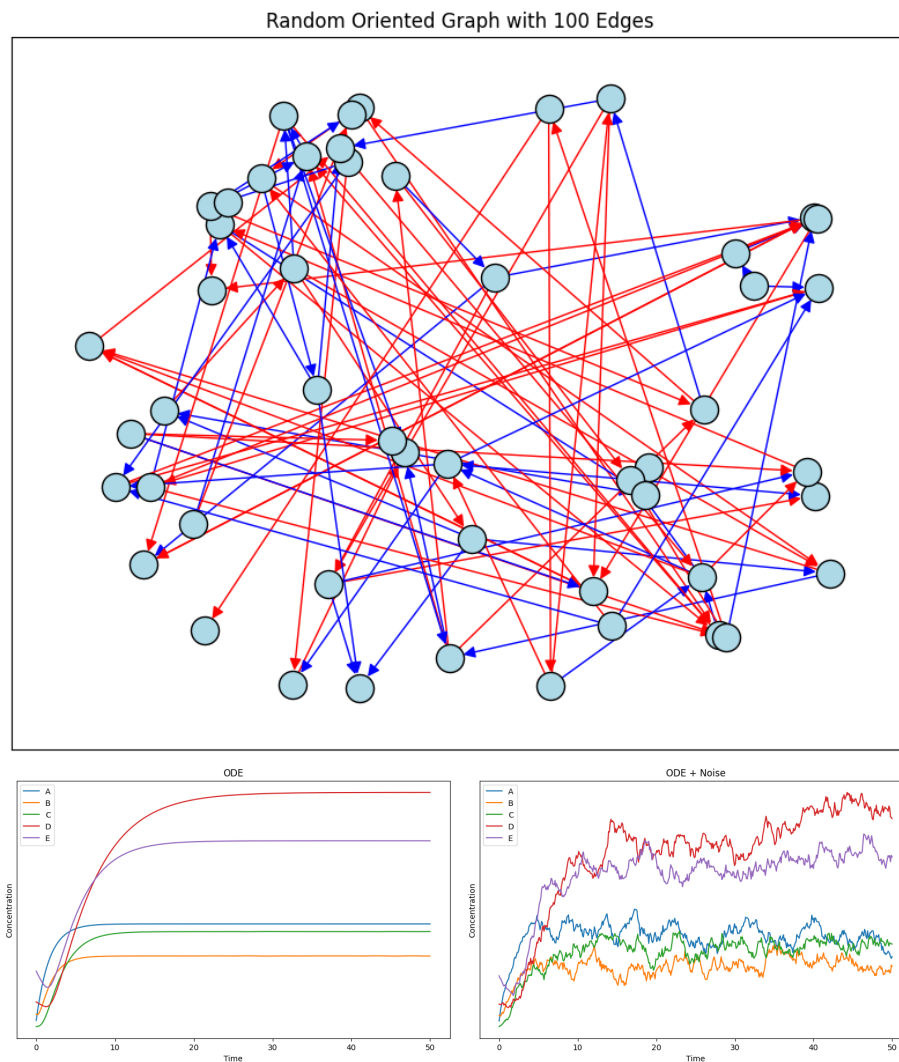 Random Oriented Graph with 100 Edges
ODE
A
B
C
D
E
Concentration
0
10
20
30
40
50
Time
ODE + Noise
A
B
C
D
E
Concentration
0
10
20
30
40
50
Time